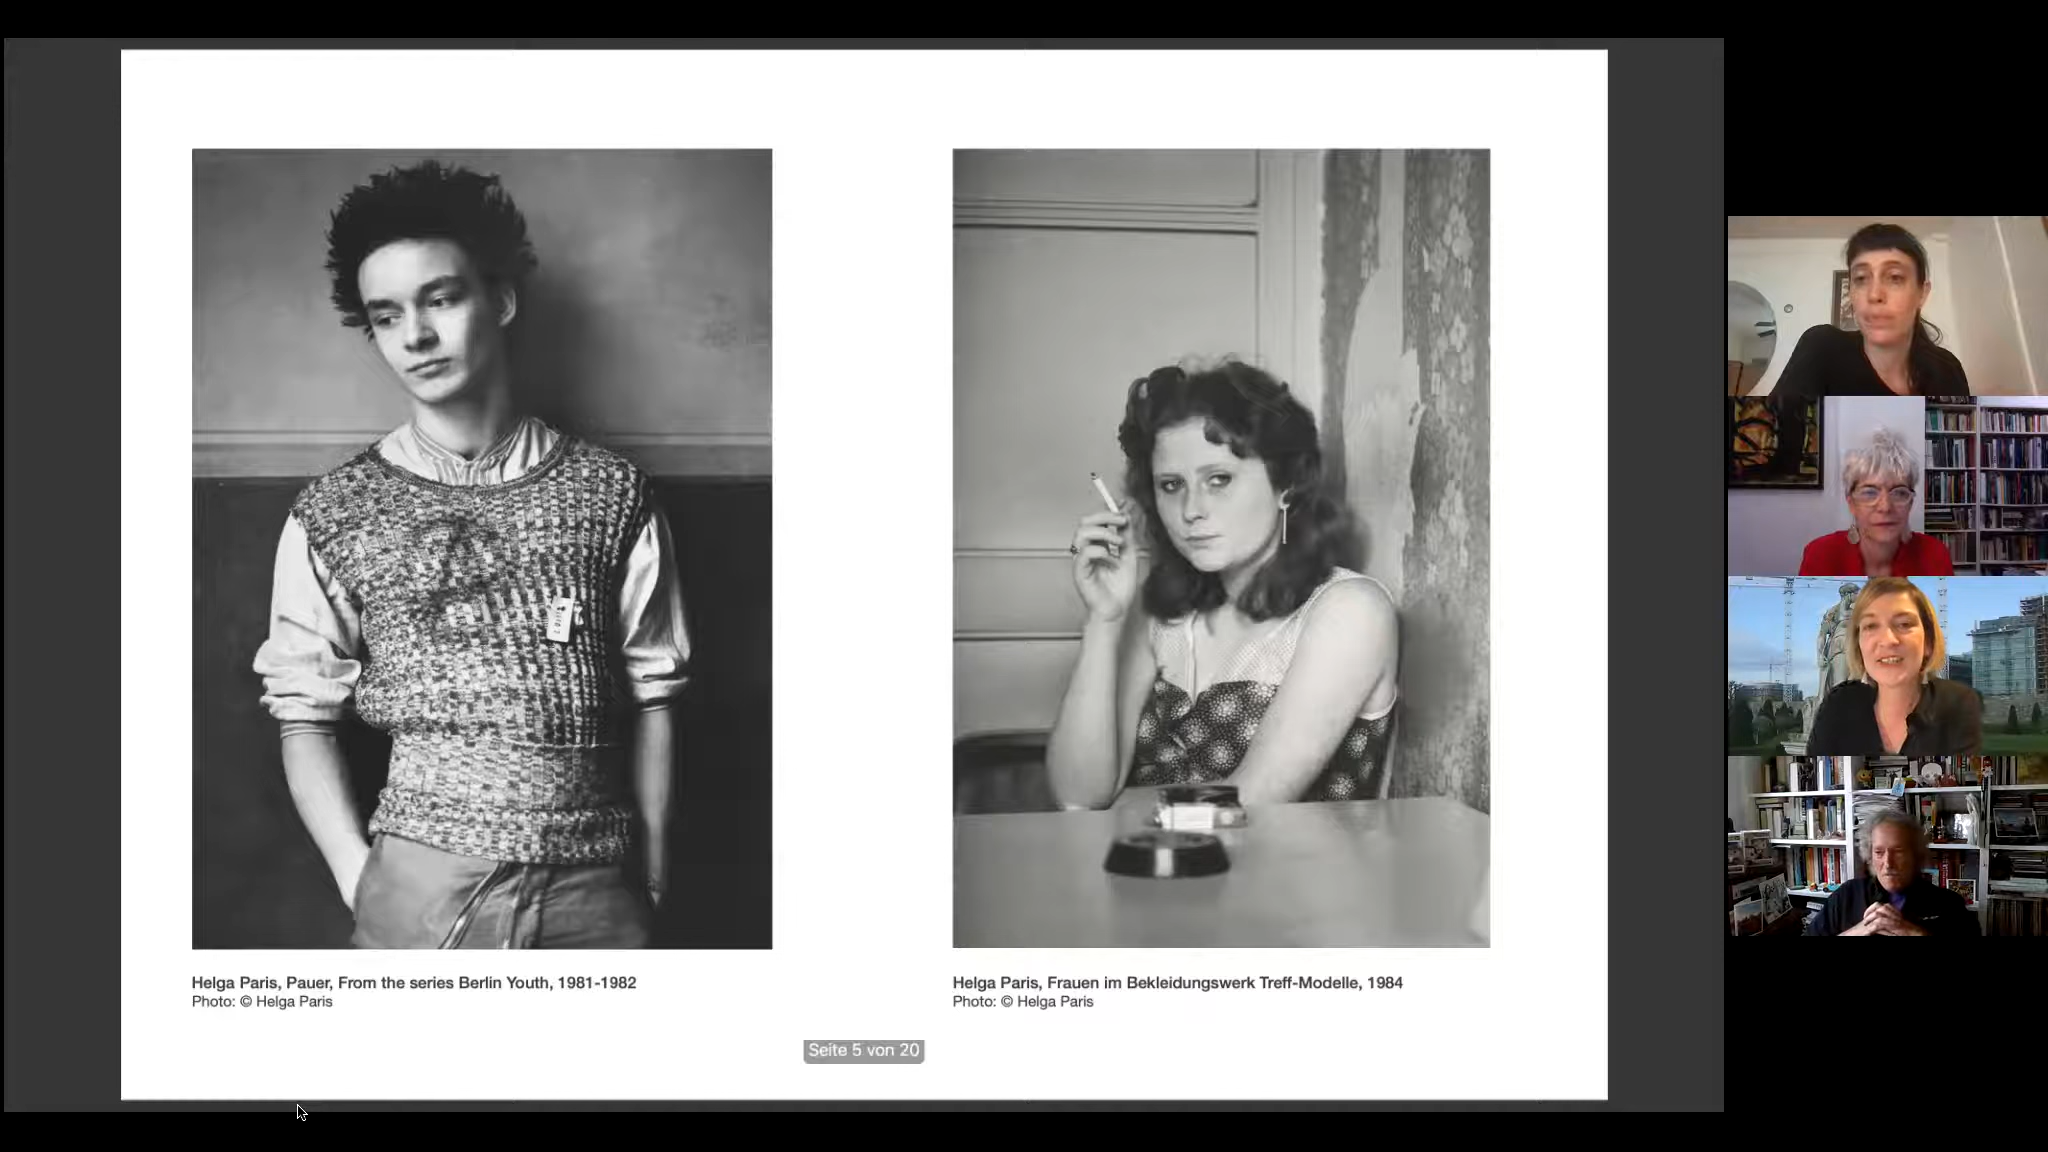 Helga Paris, Pauer, From the series Berlin Youth, 1981-1982
Photo: © Helga Paris
Helga Paris, Frauen im Bekleidungswerk Treff-Modelle, 1984
Photo: © Helga Paris
Seite 5 von 20